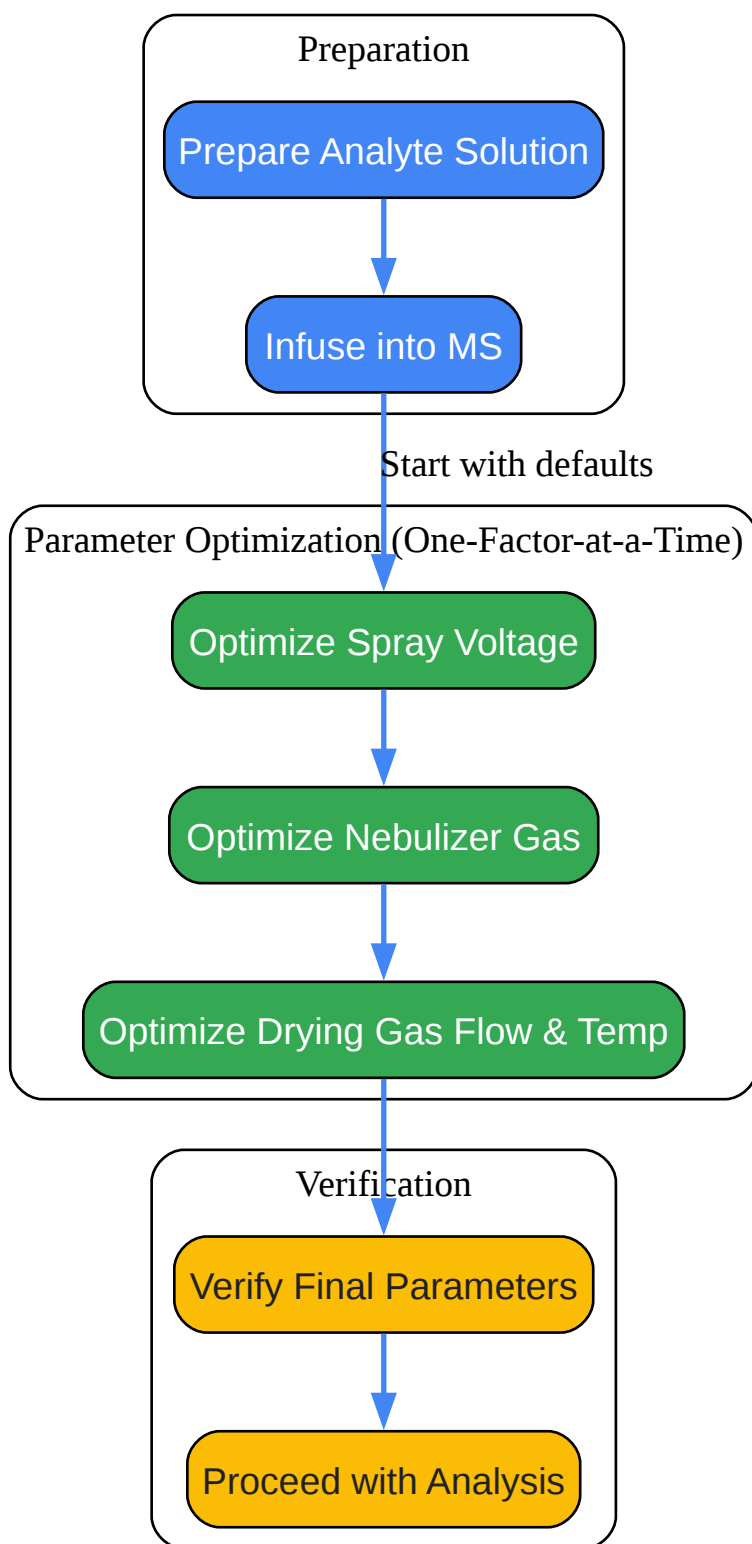 Preparation
Prepare Analyte Solution
Infuse into MS
Start with defaults
Parameter Optimization (One-Factor-at-a-Time)
Optimize Spray Voltage
Optimize Nebulizer Gas
Optimize Drying Gas Flow & Temp
Verification
Verify Final Parameters
Proceed with Analysis